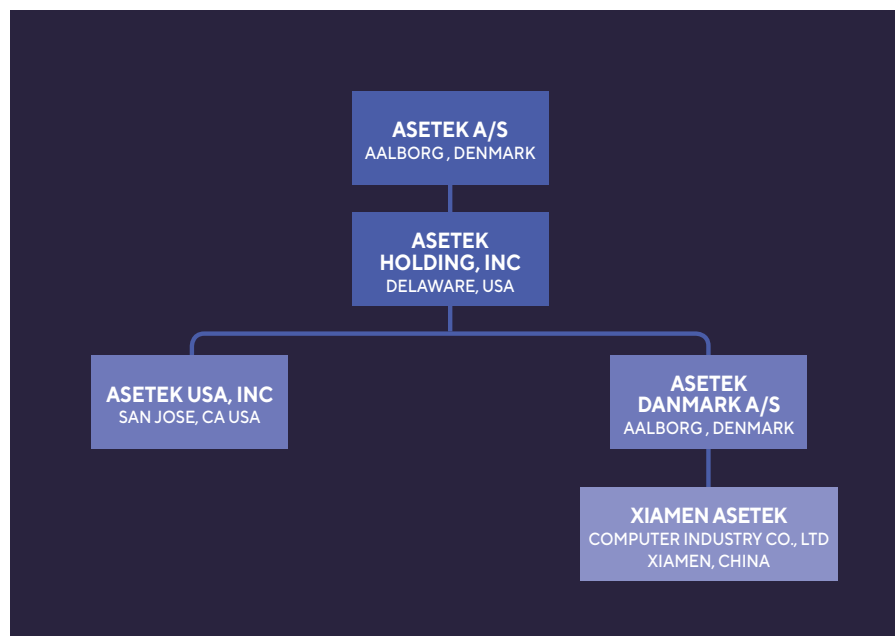 ASETEK A/S
AALBORG , DENMARK
ASETEK
HOLDING, INC
DELAWARE, USA
ASETEK USA, INC
SAN JOSE, CA USA
ASETEK
DANMARK A/S
AALBORG , DENMARK
XIAMEN ASETEK
COMPUTER INDUSTRY CO., LTD
XIAMEN, CHINA